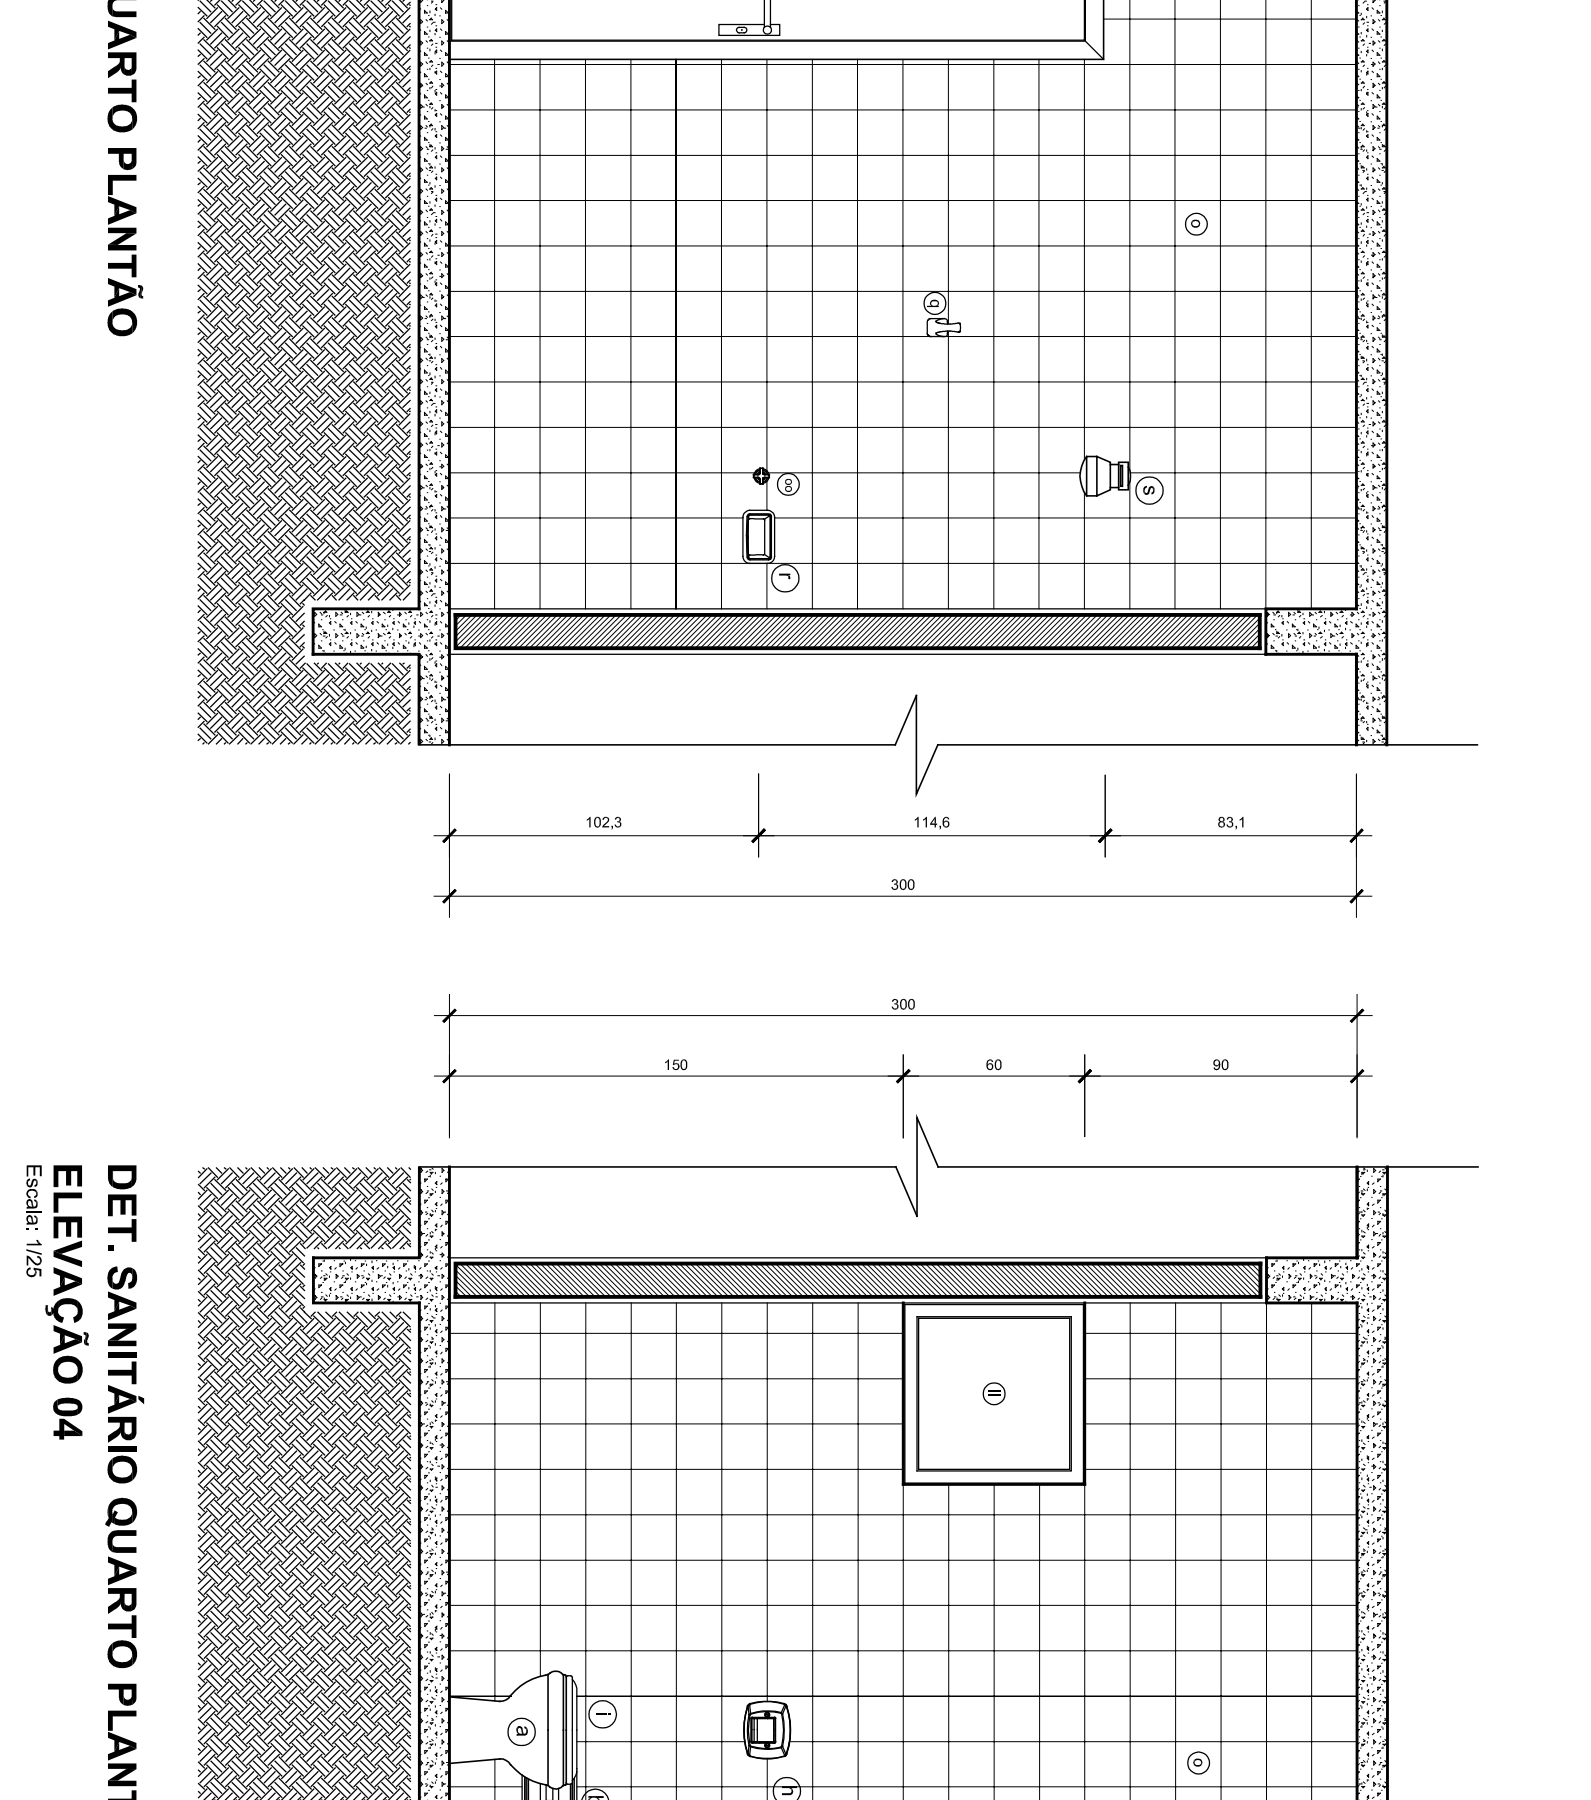 UARTO PLANTÃO
o
q
oo
s
r
102,3
114,6
83,1
300
300
150
60
90
DET. SANITÁRIO QUARTO PLANT
ELEVAÇÃO 04
Escala: 1/25
II
i
a
h
o